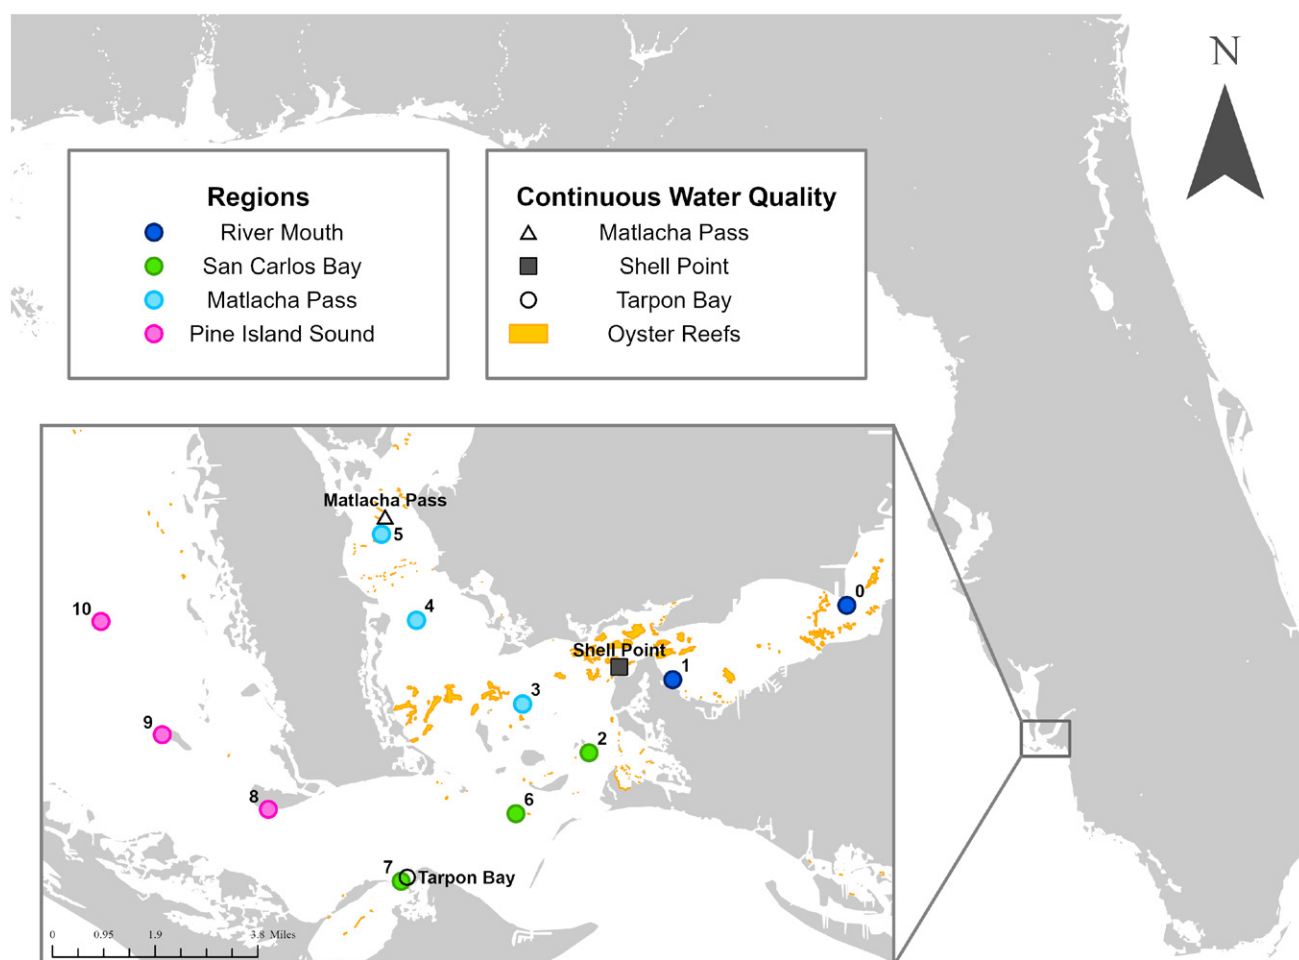 N
Regions
River Mouth
San Carlos Bay
Matlacha Pass
Pine Island Sound
Continuous Water Quality
Matlacha Pass
Shell Point
Tarpon Bay
Oyster Reefs
Matlacha Pass
5
10
4
0
Shell Point
1
3
9
2
8
6
7
Tarpon Bay
0 0.95 1.9 3.8 Miles